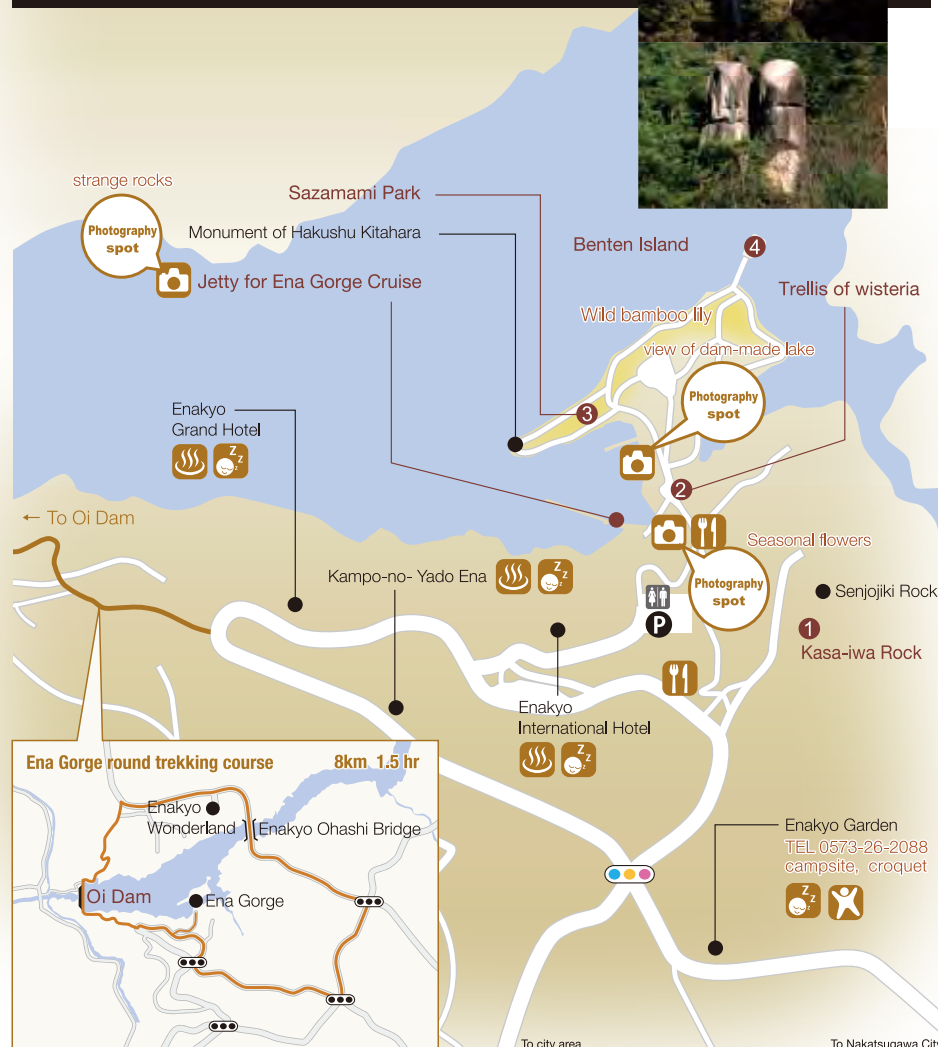 strange rocks
Photography
spot
Sazamami Park
Monument of Hakushu Kitahara
Jetty for Ena Gorge Cruise
Benten Island
4
Trellis of wisteria
Wild bamboo lily
view of dam-made lake
Photography
spot
3
Enakyo
Grand Hotel
Z z z
2
← To Oi Dam
Seasonal flowers
Kampo-no- Yado Ena
Z z z
Photography
spot
P
Senjojiki Rock
1
Kasa-iwa Rock
Enakyo
International Hotel
Z z z
Ena Gorge round trekking course 8km 1.5 hr
Enakyo
Wonderland
Enakyo Ohashi Bridge
Oi Dam
Ena Gorge
Enakyo Garden
TEL 0573-26-2088
campsite, croquet
Z z z
To city area
To Nakatsugawa City